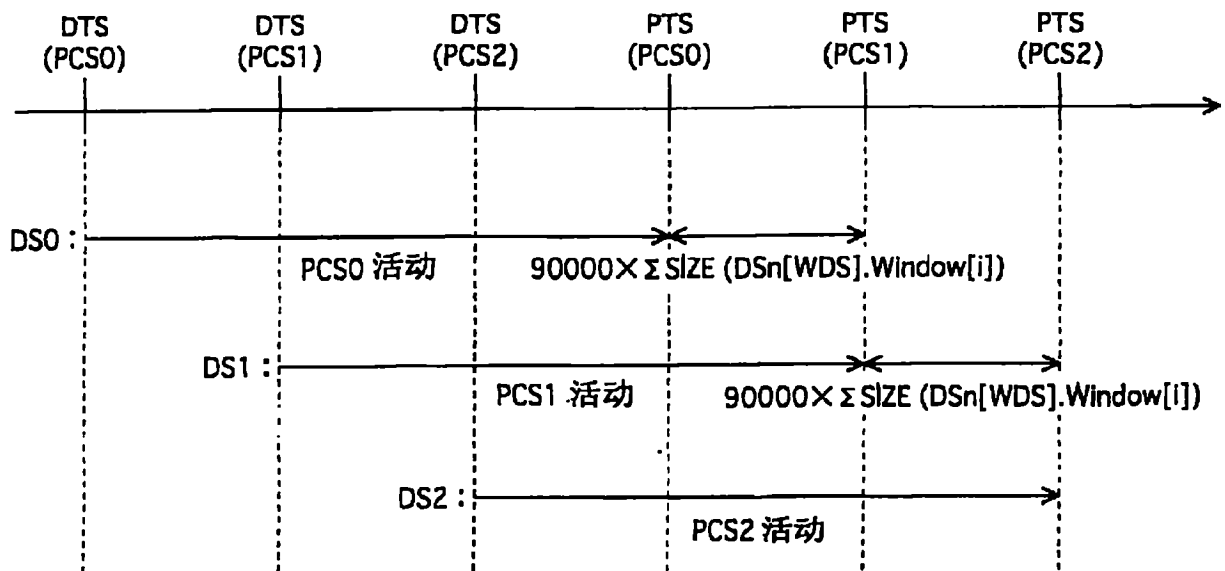 DTS
(PCS0)
DTS
(PCS1)
DTS
(PCS2)
PTS
(PCS0)
PTS
(PCS1)
PTS
(PCS2)
DS0 :
PCS0 活动
90000×ΣSIZE (DSn[WDS].Window[i])
DS1 :
PCS1 活动
90000×ΣSIZE (DSn[WDS].Window[i])
DS2 :
PCS2 活动